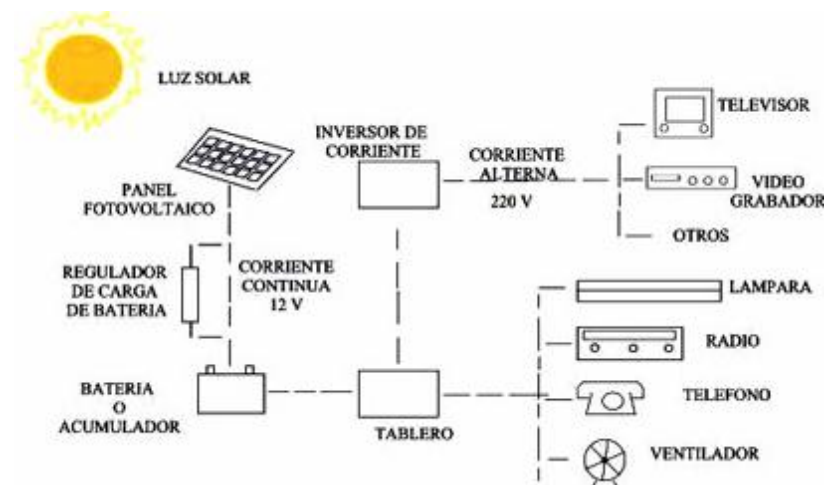 LUZ SOLAR
PANEL
FOTOVOLTAICO
INVERSOR DE
CORRIENTE
CORRIENTE
ALTERNA
220 V
TELEVISOR
VIDEO
GRABADOR
OTROS
REGULADOR
DE CARGA
DE BATERIA
CORRIENTE
CONTINUA
12 V
BATERIA
O
ACUMULADOR
TABLERO
LAMPARA
RADIO
TELEFONO
VENTILADOR